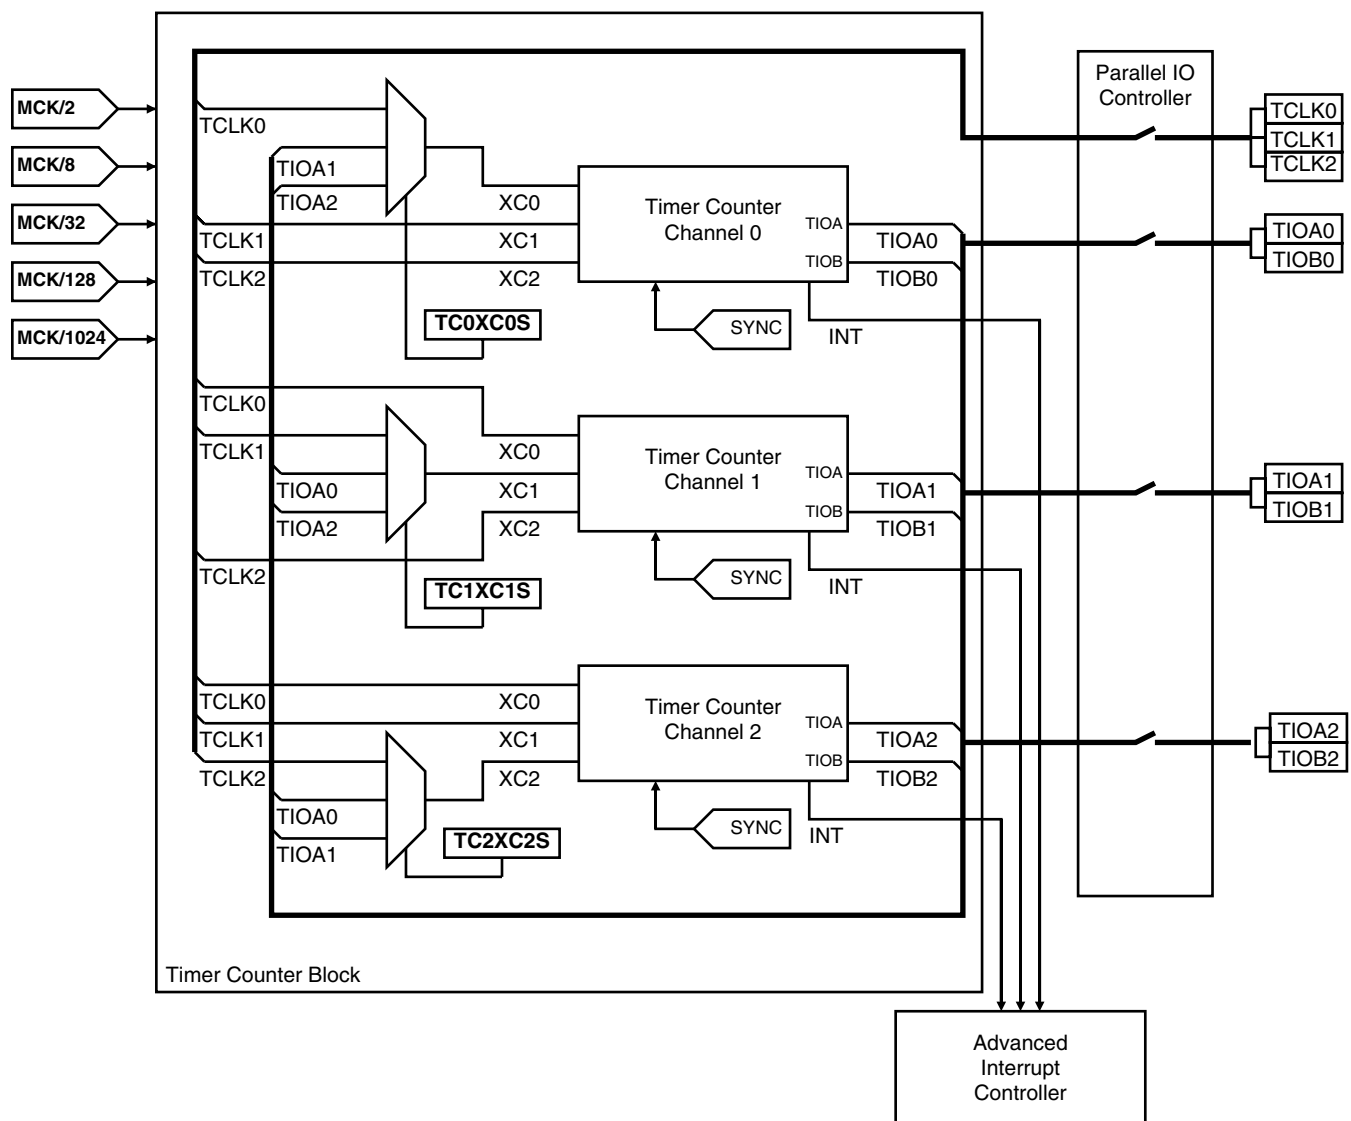 MCK/2
MCK/8
MCK/32
MCK/128
MCK/1024
TCLK0
TIOA1
TIOA2
TCLK1
TCLK2
XC0
XC1
XC2
TC0XC0S
Timer Counter
Channel 0
TIOA
TIOB
TIOA0
TIOB0
SYNC
INT
TCLK0
TCLK1
TIOA0
TIOA2
TCLK2
XC0
XC1
XC2
TC1XC1S
Timer Counter
Channel 1
TIOA
TIOB
TIOA1
TIOB1
SYNC
INT
TCLK0
TCLK1
TCLK2
TIOA0
TIOA1
XC0
XC1
XC2
TC2XC2S
Timer Counter
Channel 2
TIOA
TIOB
TIOA2
TIOB2
SYNC
INT
Timer Counter Block
Parallel IO
Controller
TCLK0
TCLK1
TCLK2
TIOA0
TIOB0
TIOA1
TIOB1
TIOA2
TIOB2
Advanced
Interrupt
Controller